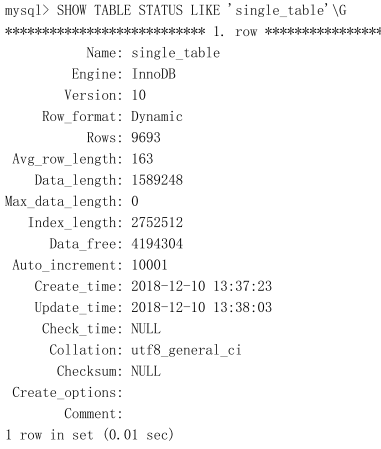 mysql> SHOW TABLE STATUS LIKE 'single_table'\G
*************************** 1. row ****************
Name: single_table
Engine: InnoDB
Version: 10
Row_format: Dynamic
Rows: 9693
Avg_row_length: 163
Data_length: 1589248
Max_data_length: 0
Index_length: 2752512
Data_free: 4194304
Auto_increment: 10001
Create_time: 2018-12-10 13:37:23
Update_time: 2018-12-10 13:38:03
Check_time: NULL
Collation: utf8_general_ci
Checksum: NULL
Create_options:
Comment:
1 row in set (0.01 sec)